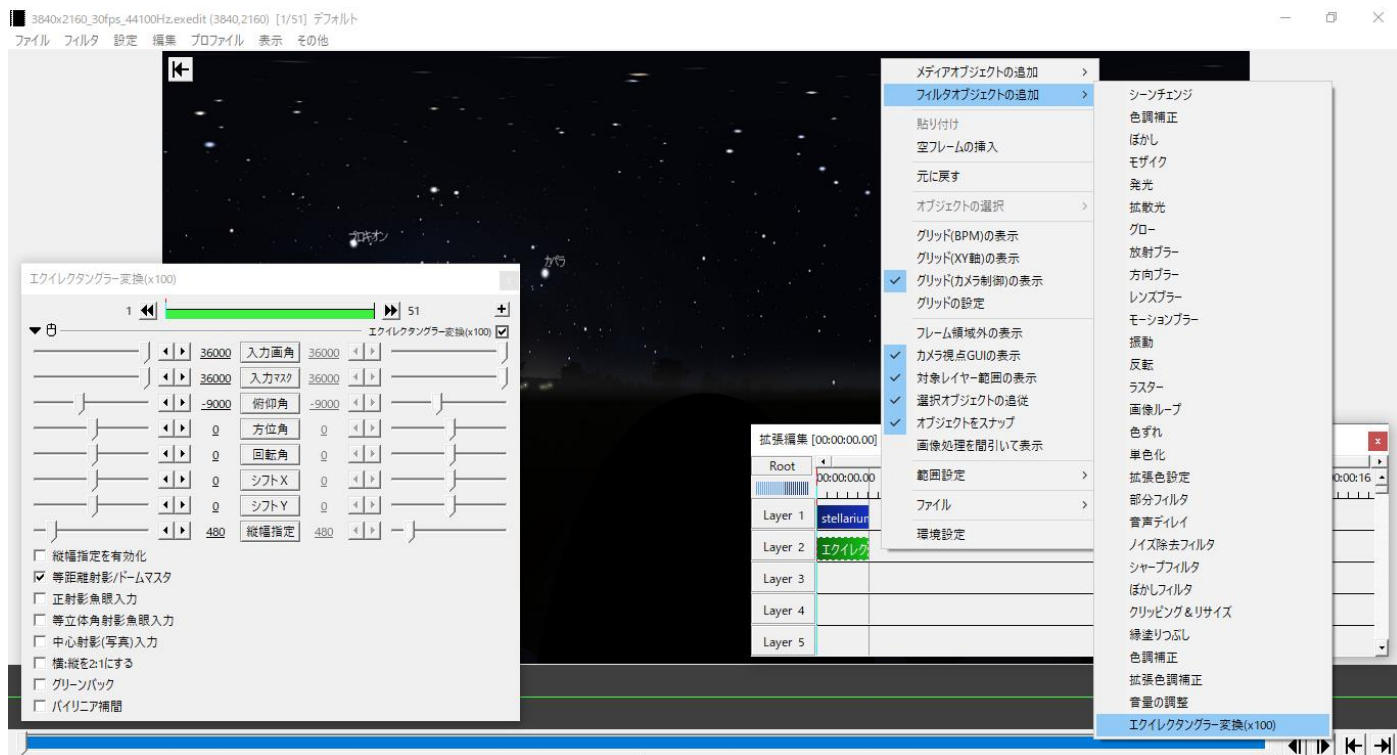 3840x2160_30fps_44100Hz.exedit (3840,2160) [1/51] デフォルト
ファイル フィルタ 設定 編集 プロファイル 表示 その他
プロキオン
カペラ
エクイレクタングラー変換(x100)
1 51
エクイレクタングラー変換(x100)
36000 入力画角 36000
36000 入力マスク 36000
-9000 俯仰角 -9000
0 方位角 0
0 回転角 0
0 シフトX 0
0 シフトY 0
480 縦幅指定 480
縦幅指定を有効化
等距離射影/ドームマスタ
正射影魚眼入力
等立体角射影魚眼入力
中心射影(写真)入力
横:縦を2:1にする
グリーンバック
バイリニア補間
メディアオブジェクトの追加
フィルタオブジェクトの追加
貼り付け
空フレームの挿入
元に戻す
オブジェクトの選択
グリッド(BPM)の表示
グリッド(XY軸)の表示
グリッド(カメラ制御)の表示
グリッドの設定
フレーム領域外の表示
カメラ視点GUIの表示
対象レイヤー範囲の表示
選択オブジェクトの追従
オブジェクトをスナップ
画像処理を間引いて表示
範囲設定
ファイル
環境設定
シーンチェンジ
色調補正
ぼかし
モザイク
発光
拡散光
グロー
放射ブラー
方向ブラー
レンズブラー
モーションブラー
振動
反転
ラスター
画像ループ
色ずれ
単色化
拡張色設定
部分フィルタ
音声ディレイ
ノイズ除去フィルタ
シャープフィルタ
ぼかしフィルタ
クリッピング&リサイズ
縁塗りつぶし
色調補正
拡張色調補正
音量の調整
エクイレクタングラー変換(x100)
拡張編集 [00:00:00.00]
Root
00:00:00.00 0:00:16
Layer 1 stellariun
Layer 2 エクイレク
Layer 3
Layer 4
Layer 5